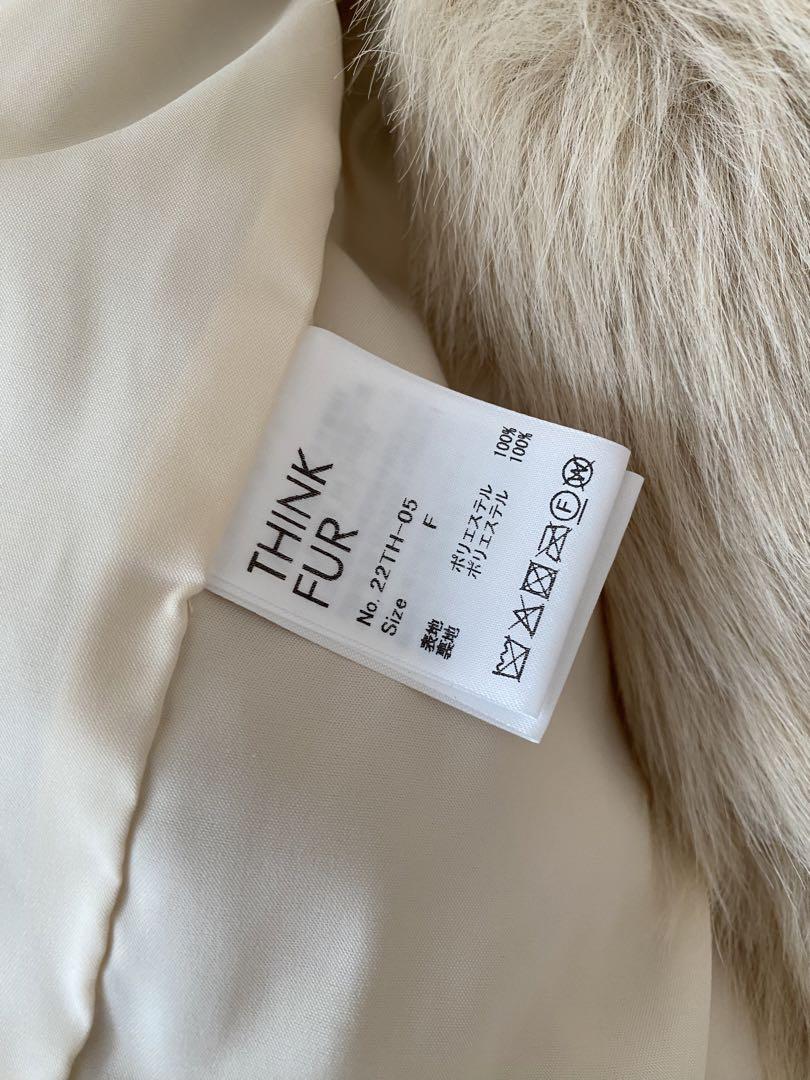 THINK
FUR
No. 22TH-05
Size F
表地 ポリエステル 100%
裏地 ポリエステル 100%
F W